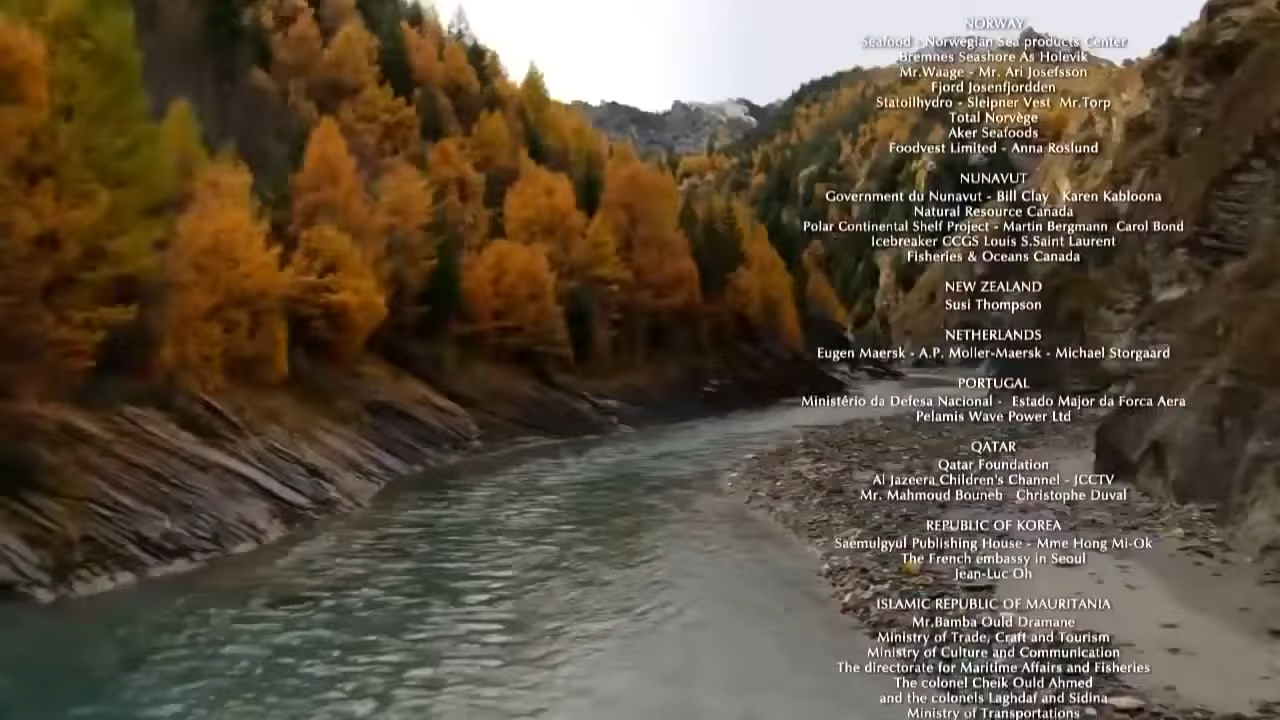 NORWAY
Seafood - Norwegian Sea products Center
Bremnes Seashore As Holevik
Mr.Waage - Mr. Ari Josefsson
Fjord Josenfjordden
Statoilhydro - Sleipner Vest Mr.Torp
Total Norvège
Aker Seafoods
Foodvest Limited - Anna Roslund
NUNAVUT
Government du Nunavut - Bill Clay Karen Kabloona
Natural Resource Canada
Polar Continental Shelf Project - Martin Bergmann Carol Bond
Icebreaker CCGS Louis S.Saint Laurent
Fisheries & Oceans Canada
NEW ZEALAND
Susi Thompson
NETHERLANDS
Eugen Maersk - A.P. Moller-Maersk - Michael Storgaard
PORTUGAL
Ministério da Defesa Nacional - Estado Major da Forca Aera
Pelamis Wave Power Ltd
QATAR
Qatar Foundation
Al Jazeera Children's Channel - JCCTV
Mr. Mahmoud Bouneb Christophe Duval
REPUBLIC OF KOREA
Saemulgyul Publishing House - Mme Hong Mi-Ok
The French embassy in Seoul
Jean-Luc Oh
ISLAMIC REPUBLIC OF MAURITANIA
Mr.Bamba Ould Dramane
Ministry of Trade, Craft and Tourism
Ministry of Culture and Communication
The directorate for Maritime Affairs and Fisheries
The colonel Cheik Ould Ahmed
and the colonels Laghdaf and Sidina
Ministry of Transportations